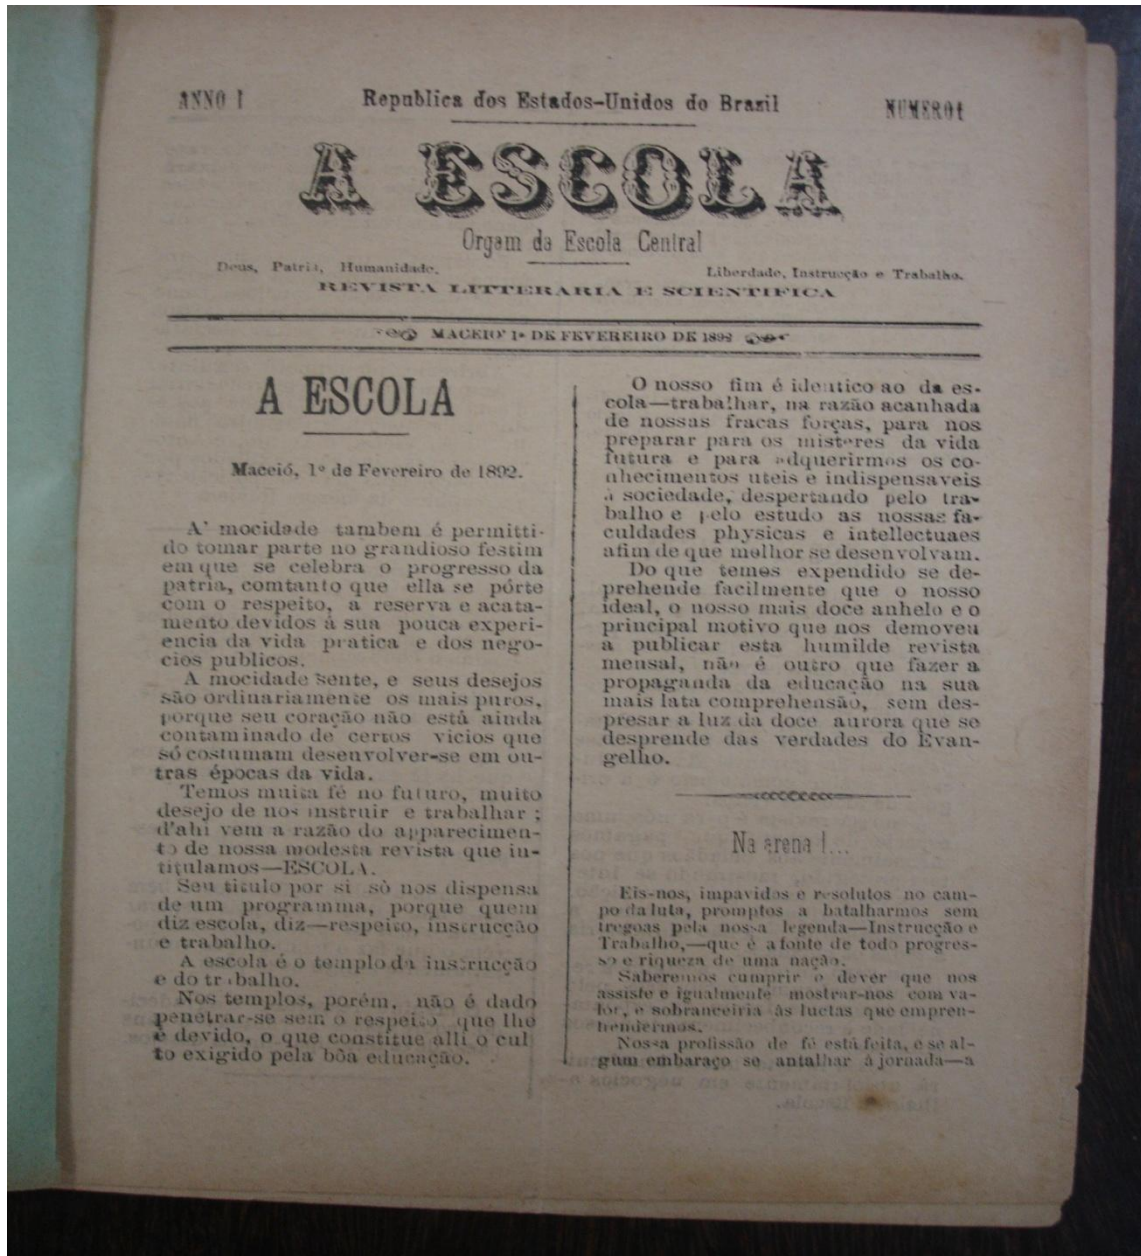 ANNO I
Republica dos Estados-Unidos do Brazil
NUMERO 1
A ESCOLA
Orgam da Escola Central
Deus, Patria, Humanidade.
Liberdade, Instrucção e Trabalho.
REVISTA LITTERARIA E SCIENTIFICA
MACEIO' 1º DE FEVEREIRO DE 1892
A ESCOLA
Maceió, 1º de Fevereiro de 1892.
A' mocidade tambem é permitti-
do tomar parte no grandioso festim
em que se celebra o progresso da
patria, comtanto que ella se pórte
com o respeito, a reserva e acata-
mento devidos á sua pouca experi-
encia da vida pratica e dos nego-
cios publicos.
A mocidade sente, e seus desejos
são ordinariamente os mais puros,
porque seu coração não está ainda
contaminado de certos vicios que
só costumam desenvolver-se em ou-
tras épocas da vida.
Temos muita fé no futuro, muito
desejo de nos instruir e trabalhar ;
d'ahi vem a razão do apparecimen-
to de nossa modesta revista que in-
titulamos—ESCOLA.
Seu titulo por si só nos dispensa
de um programma, porque quem
diz escola, diz—respeito, instrucção
e trabalho.
A escola é o templo da instrucção
e do trabalho.
Nos templos, porém, não é dado
penetrar-se sem o respeito que lhe
é devido, o que constitue alli o cul
to exigido pela bôa educação.
O nosso fim é identico ao da es-
cola—trabalhar, na razão acanhada
de nossas fracas forças, para nos
preparar para os misteres da vida
futura e para adquerirmos os co-
nhecimentos uteis e indispensaveis
á sociedade, despertando pelo tra-
balho e pelo estudo as nossas fa-
culdades physicas e intellectuaes
afim de que melhor se desenvolvam.
Do que temos expendido se de-
prehende facilmente que o nosso
ideal, o nosso mais doce anhelo e o
principal motivo que nos demoveu
a publicar esta humilde revista
mensal, não é outro que fazer a
propaganda da educação na sua
mais lata comprehensão, sem des-
presar a luz da doce aurora que se
desprende das verdades do Evan-
gelho.
Na arena !...
Eis-nos, impavidos e resolutos no cam-
po da luta, promptos a batalharmos sem
tregoas pela nossa legenda—Instrucção e
Trabalho,—que é a fonte de todo progres-
so e riqueza de uma nação.
Saberemos cumprir o dever que nos
assiste e igualmente mostrar-nos com va-
lor, e sobranceiria ás luctas que empren-
hendermos.
Nossa profissão de fé está feita, e se al-
gum embaraço se antalhar á jornada—a